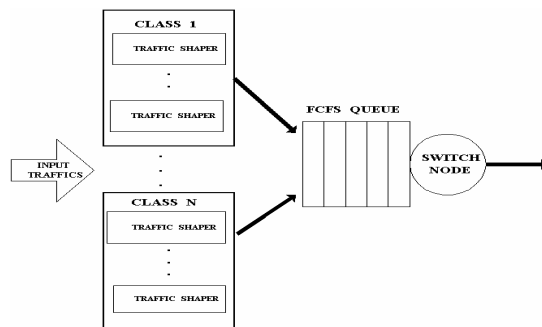 CLASS 1
TRAFFIC SHAPER
TRAFFIC SHAPER
FCFS QUEUE
INPUT
TRAFFICS
SWITCH
NODE
CLASS N
TRAFFIC SHAPER
TRAFFIC SHAPER